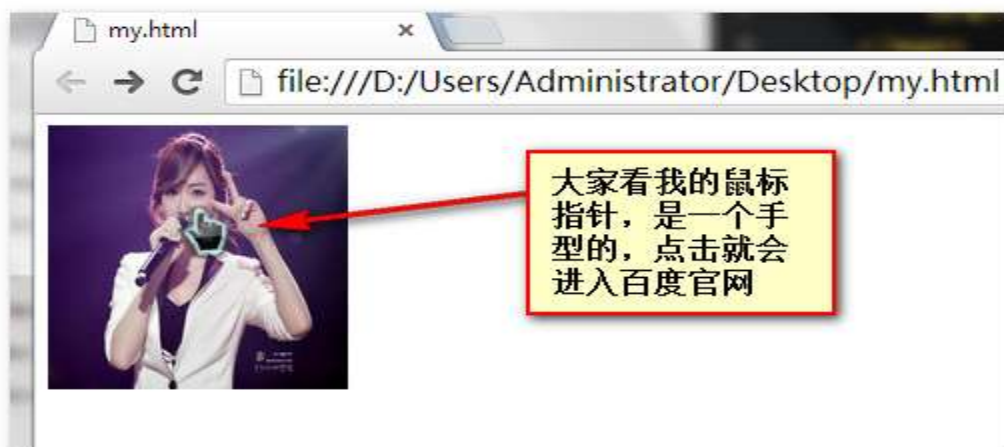 my.html
file:///D:/Users/Administrator/Desktop/my.html
大家看我的鼠标
指针，是一个手
型的，点击就会
进入百度官网